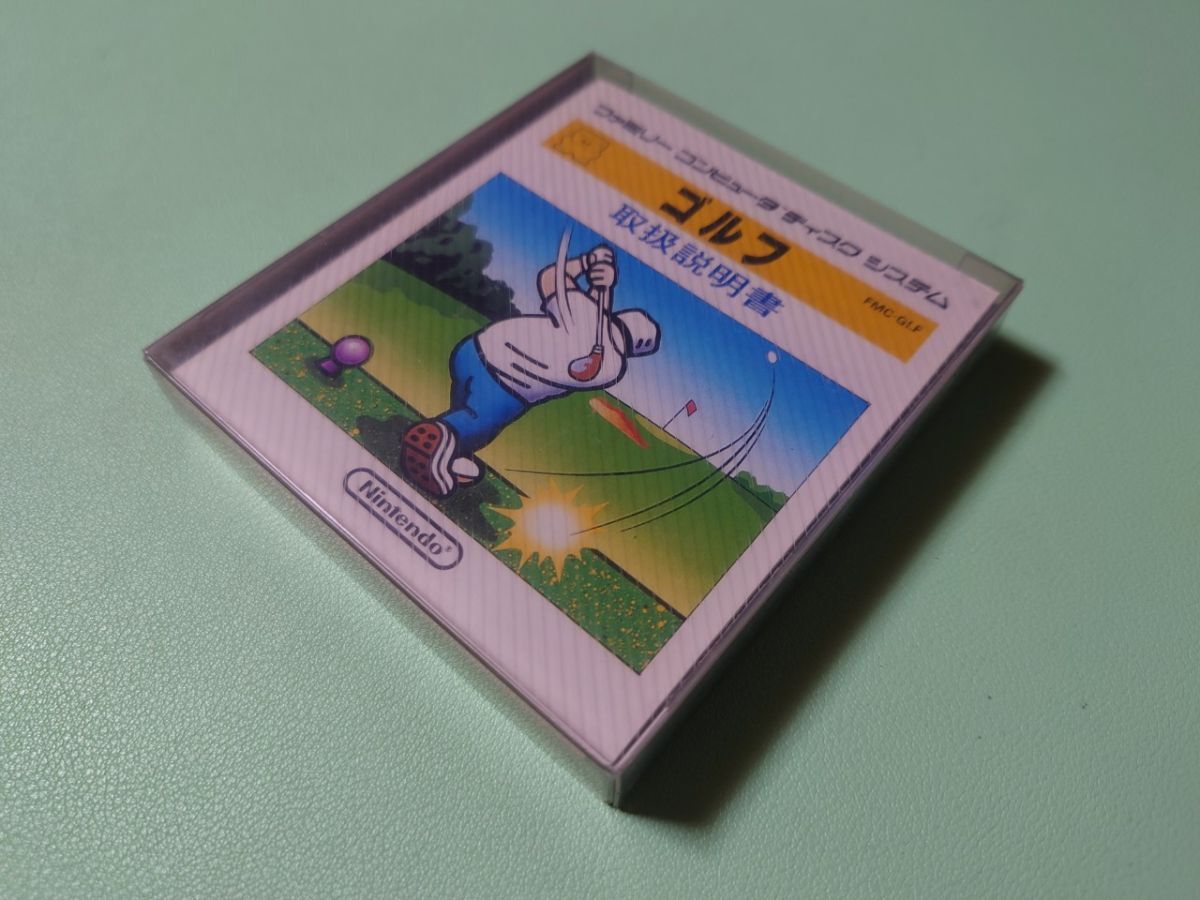 ファミリー コンピュータ ディスク システム
ゴルフ
取扱説明書
FMC-GLF
Nintendo®